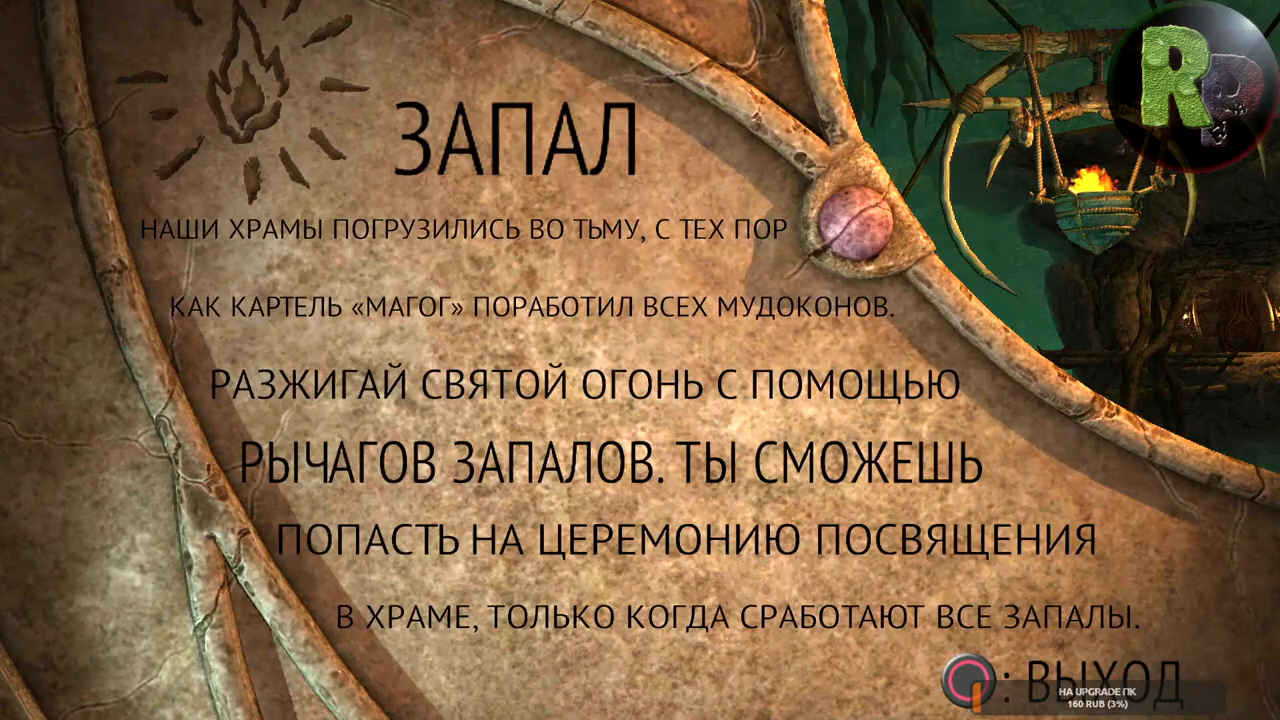 ЗАПАЛ
НАШИ ХРАМЫ ПОГРУЗИЛИСЬ ВО ТЬМУ, С ТЕХ ПОР
КАК КАРТЕЛЬ «МАГОГ» ПОРАБОТИЛ ВСЕХ МУДОКОНОВ.
РАЗЖИГАЙ СВЯТОЙ ОГОНЬ С ПОМОЩЬЮ
РЫЧАГОВ ЗАПАЛОВ. ТЫ СМОЖЕШЬ
ПОПАСТЬ НА ЦЕРЕМОНИЮ ПОСВЯЩЕНИЯ
В ХРАМЕ, ТОЛЬКО КОГДА СРАБОТАЮТ ВСЕ ЗАПАЛЫ.
: ВЫХОД
НА UPGRADE ПК
160 RUB (3%)
RP